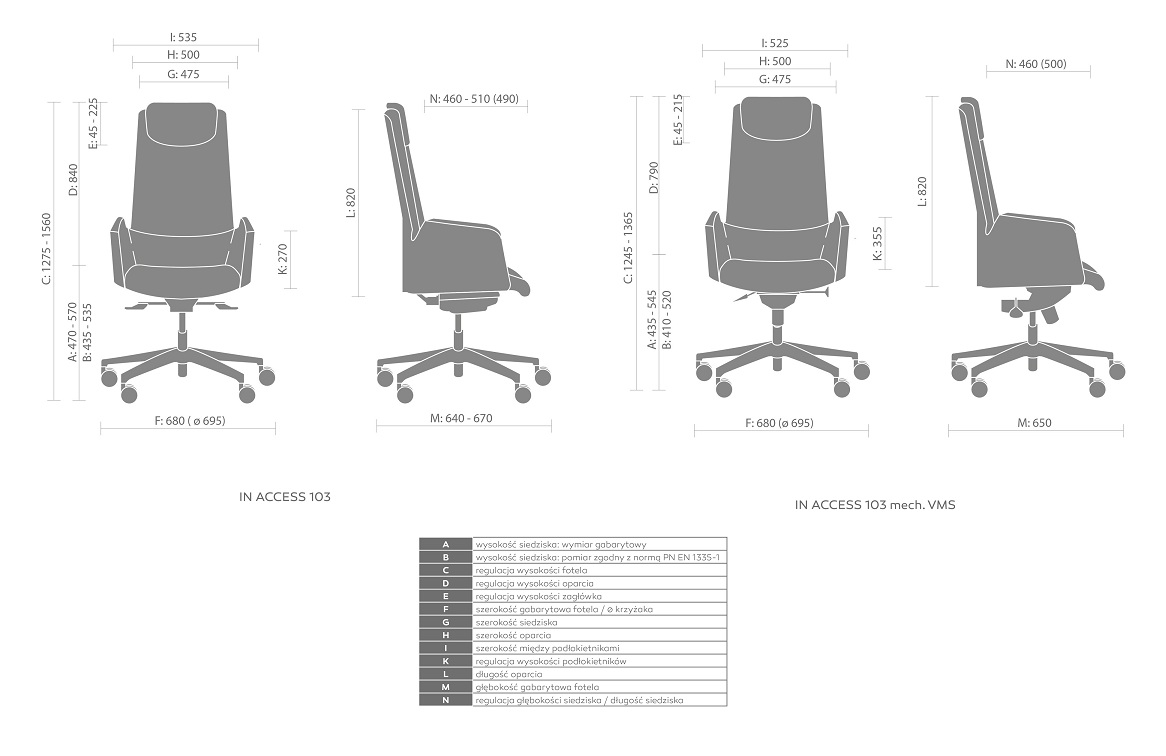 I: 535
H: 500
G: 475
E: 45 - 225
D: 840
C: 1275 - 1560
A: 470 - 570
B: 435 - 535
K: 270
F: 680 ( ø 695)
N: 460 - 510 (490)
L: 820
M: 640 - 670
IN ACCESS 103
I: 525
H: 500
G: 475
E: 45 - 215
D: 790
C: 1245 - 1365
A: 435 - 545
B: 410 - 520
K: 355
F: 680 (ø 695)
N: 460 (500)
L: 820
M: 650
IN ACCESS 103 mech. VMS
A wysokość siedziska: wymiar gabarytowy
B wysokość siedziska: pomiar zgodny z normą PN EN 1335-1
C regulacja wysokości fotela
D regulacja wysokości oparcia
E regulacja wysokości zagłówka
F szerokość gabarytowa fotela / ø krzyżaka
G szerokość siedziska
H szerokość oparcia
I szerokość między podłokietnikami
K regulacja wysokości podłokietników
L długość oparcia
M głębokość gabarytowa fotela
N regulacja głębokości siedziska / długość siedziska